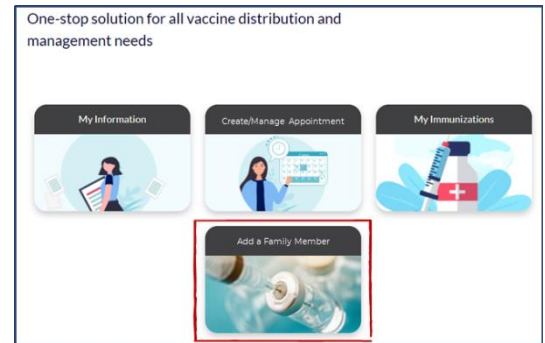 One-stop solution for all vaccine distribution and
management needs
My Information
Create/Manage Appointment
My Immunizations
Add a Family Member